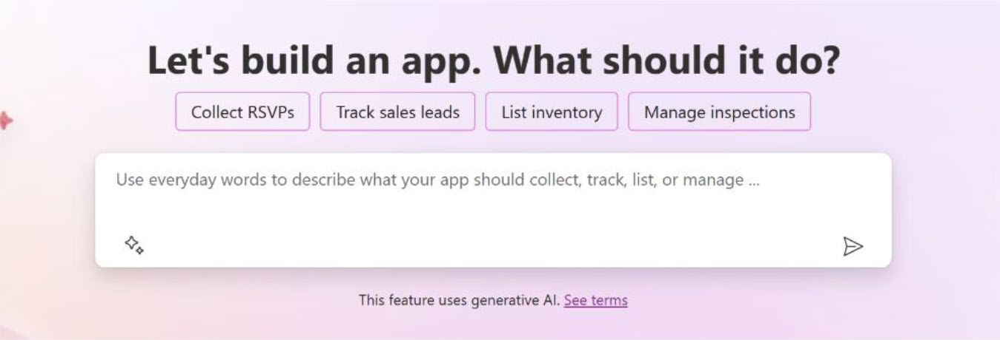 Let's build an app. What should it do?
Collect RSVPs Track sales leads List inventory Manage inspections
Use everyday words to describe what your app should collect, track, list, or manage ...
This feature uses generative AI. See terms